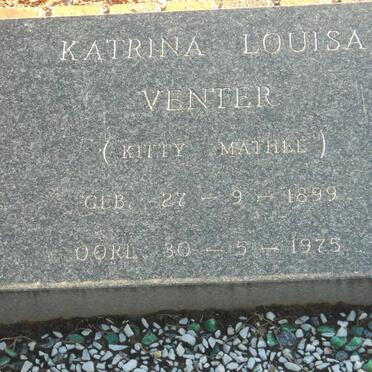 KATRINA LOUISA
VENTER
( KITTY MATHEE )
GEB. 27 – 9 – 1899
OORL. 30 – 5 – 1975